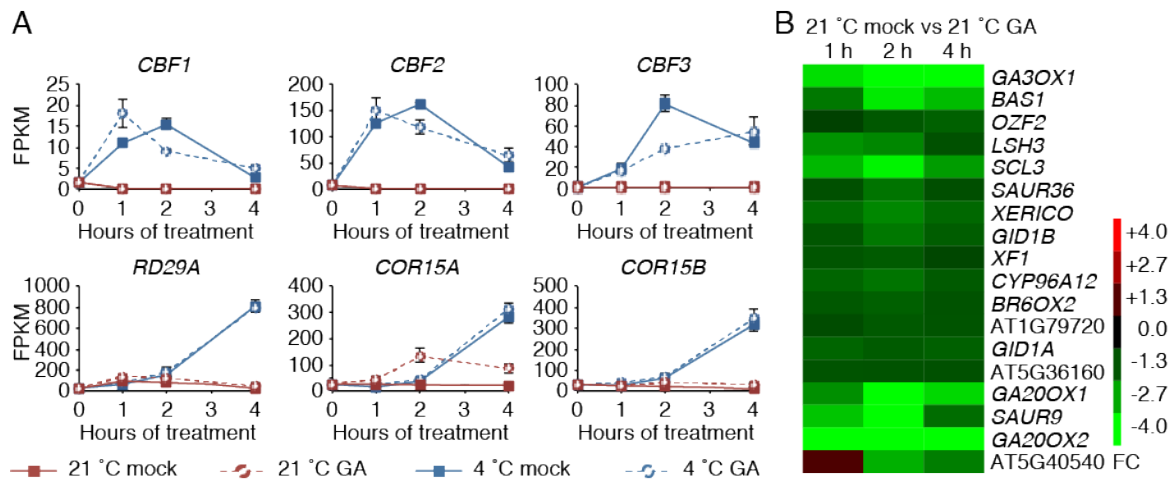 A
CBF1
CBF2
CBF3
FPKM
25
20
15
10
5
0
200
150
100
50
0
100
80
60
40
20
0
0 1 2 3 4
0 1 2 3 4
0 1 2 3 4
Hours of treatment
Hours of treatment
Hours of treatment
RD29A
COR15A
COR15B
FPKM
1000
800
600
400
200
0
400
300
200
100
0
500
400
300
200
100
0
0 1 2 3 4
0 1 2 3 4
0 1 2 3 4
Hours of treatment
Hours of treatment
Hours of treatment
21 °C mock 21 °C GA 4 °C mock 4 °C GA
B
21 °C mock vs 21 °C GA
1 h 2 h 4 h
GA3OX1
BAS1
OZF2
LSH3
SCL3
SAUR36
XERICO
GID1B
XF1
CYP96A12
BR6OX2
AT1G79720
GID1A
AT5G36160
GA20OX1
SAUR9
GA20OX2
AT5G40540
+4.0
+2.7
+1.3
0.0
-1.3
-2.7
-4.0
FC